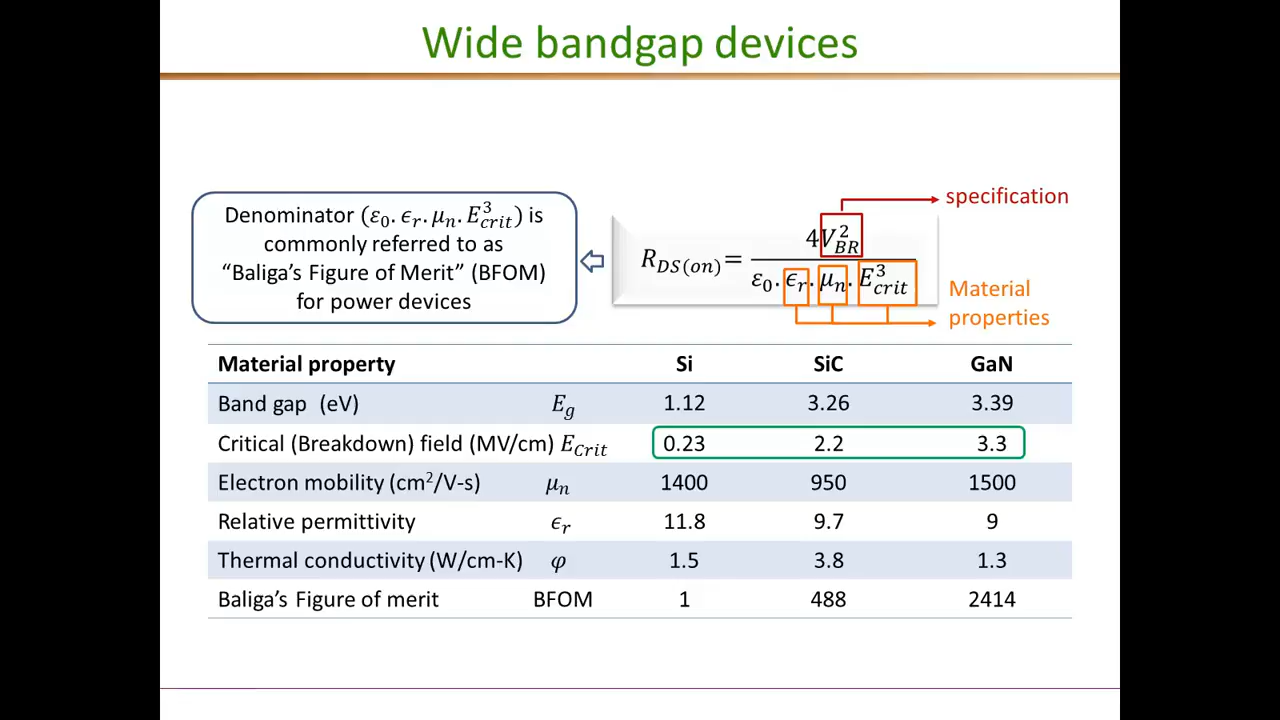 Wide bandgap devices
specification
Denominator (ε₀. ϵᵣ. μₙ. E³crit) is
commonly referred to as
“Baliga’s Figure of Merit” (BFOM)
for power devices
R_DS(on) = 4V²_BR / ε₀. ϵᵣ. μₙ. E³crit
Material
properties
Material property Si SiC GaN
Band gap (eV) E_g 1.12 3.26 3.39
Critical (Breakdown) field (MV/cm) E_Crit 0.23 2.2 3.3
Electron mobility (cm²/V-s) μₙ 1400 950 1500
Relative permittivity ϵᵣ 11.8 9.7 9
Thermal conductivity (W/cm-K) φ 1.5 3.8 1.3
Baliga’s Figure of merit BFOM 1 488 2414